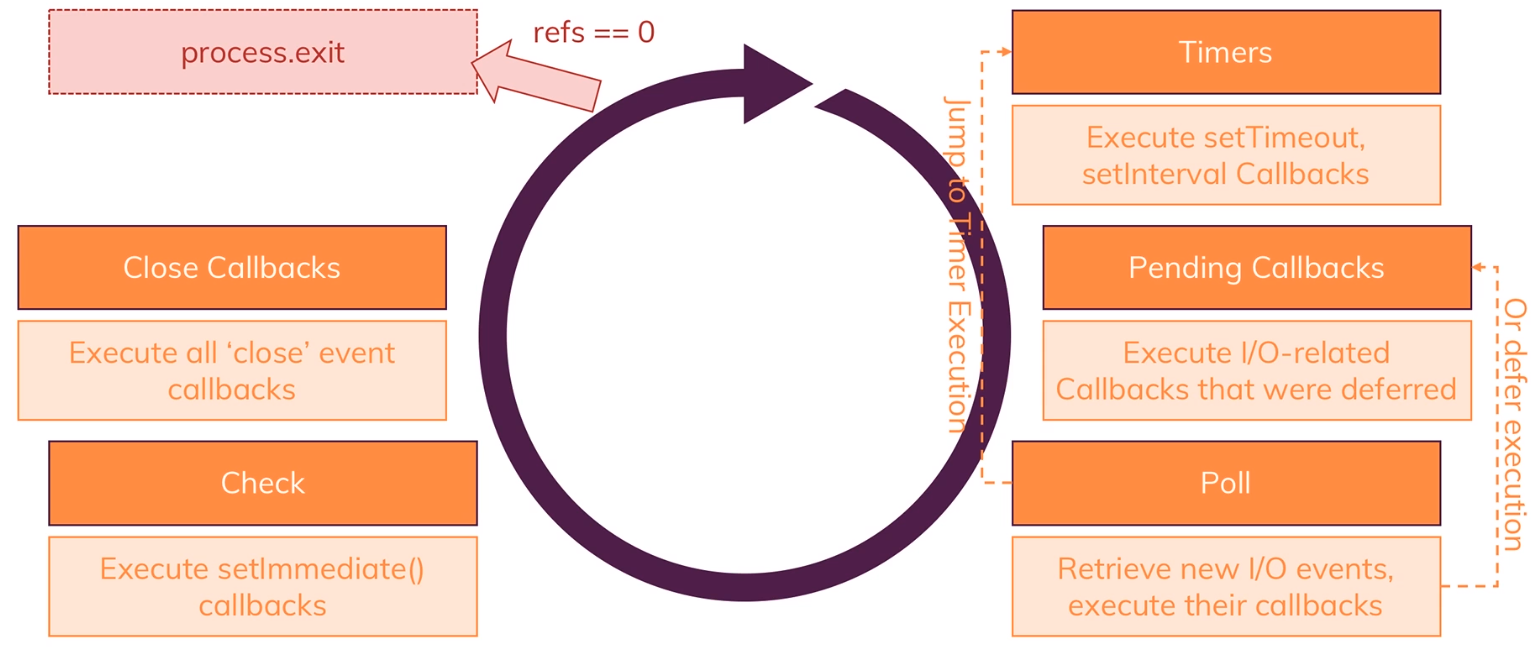 process.exit
refs == 0
Timers
Execute setTimeout,
setInterval Callbacks
Jump to Timer Execution
Pending Callbacks
Execute I/O-related
Callbacks that were deferred
Or defer execution
Poll
Retrieve new I/O events,
execute their callbacks
Check
Execute setImmediate()
callbacks
Close Callbacks
Execute all ‘close’ event
callbacks